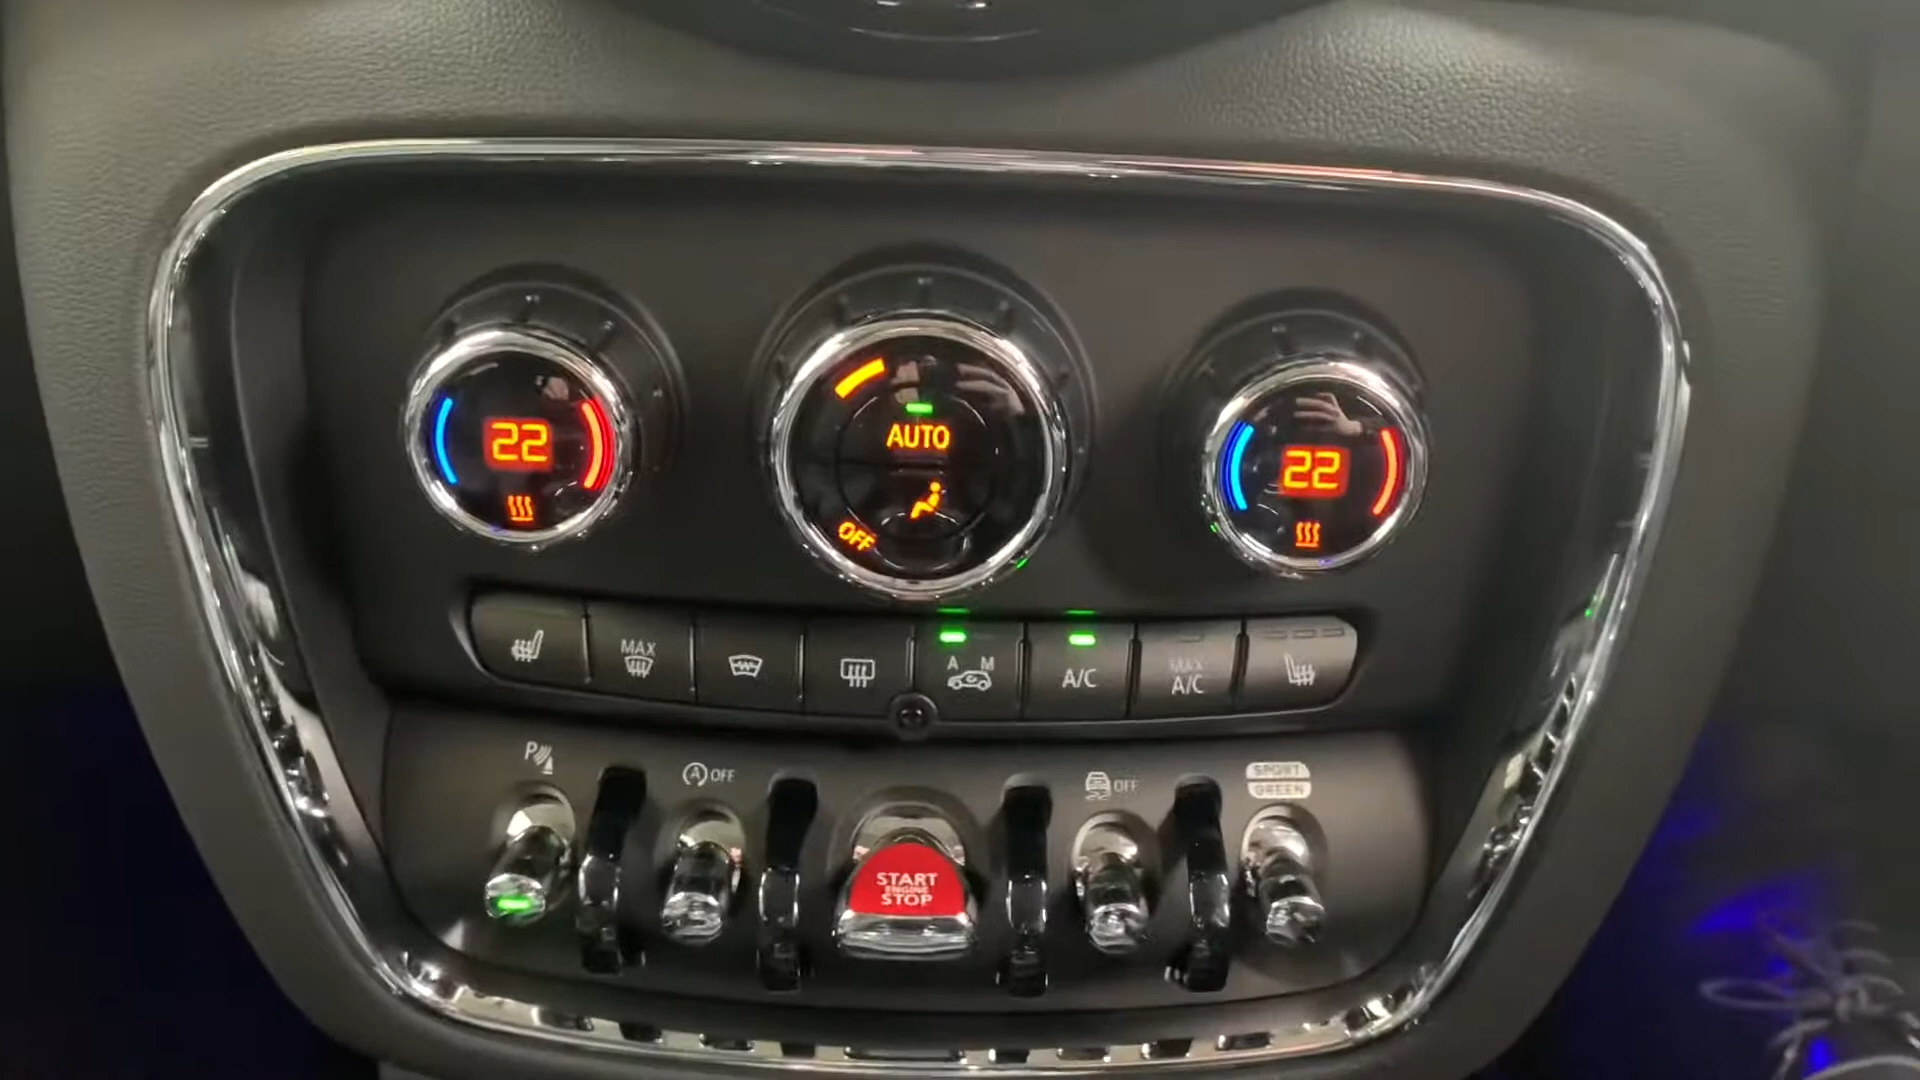 22
AUTO
OFF
22
MAX
A M
A/C
MAX
A/C
P
A OFF
START
ENGINE
STOP
OFF
SPORT
GREEN